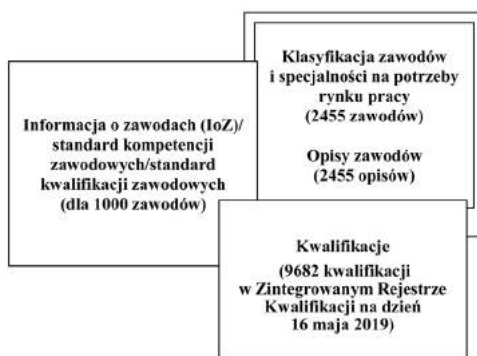 Informacja o zawodach (IoZ)/
standard kompetencji
zawodowych/standard
kwalifikacji zawodowych
(dla 1000 zawodów)
Klasyfikacja zawodów
i specjalności na potrzeby
rynku pracy
(2455 zawodów)
Opisy zawodów
(2455 opisów)
Kwalifikacje
(9682 kwalifikacji
w Zintegrowanym Rejestrze
Kwalifikacji na dzień
16 maja 2019)